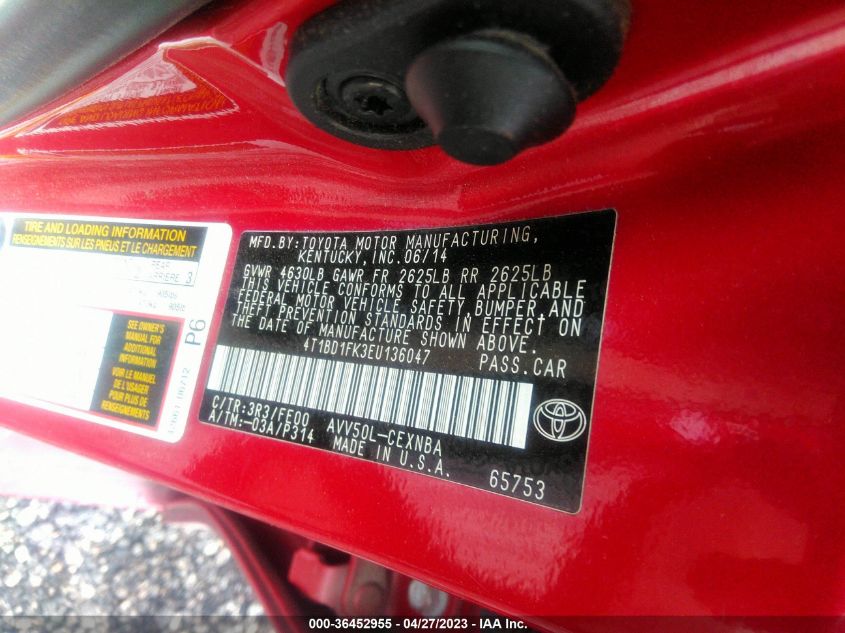 TIRE AND LOADING INFORMATION
RENSEIGNEMENTS SUR LES PNEUS ET LE CHARGEMENT
REAR
ARRIERE 3
SEE OWNER'S
MANUAL FOR
ADDITIONAL
INFORMATION
VOIR LE MANUEL
DE L'USAGER
POUR PLUS DE
RENSEIGNEMENTS
P6
MFD.BY:TOYOTA MOTOR MANUFACTURING,
KENTUCKY,INC.06/14
GVWR 4630LB GAWR FR 2625LB RR 2625LB
THIS VEHICLE CONFORMS TO ALL APPLICABLE
FEDERAL MOTOR VEHICLE SAFETY,BUMPER,AND
THEFT PREVENTION STANDARDS IN EFFECT ON
THE DATE OF MANUFACTURE SHOWN ABOVE.
4T1BD1FK3EU136047 PASS.CAR
C/TR:3R3/FE00 AVV50L-CEXNBA
A/TM:-03A/P314 MADE IN U.S.A.
65753
000-36452955 | 04/27/2023 - IAA Inc.